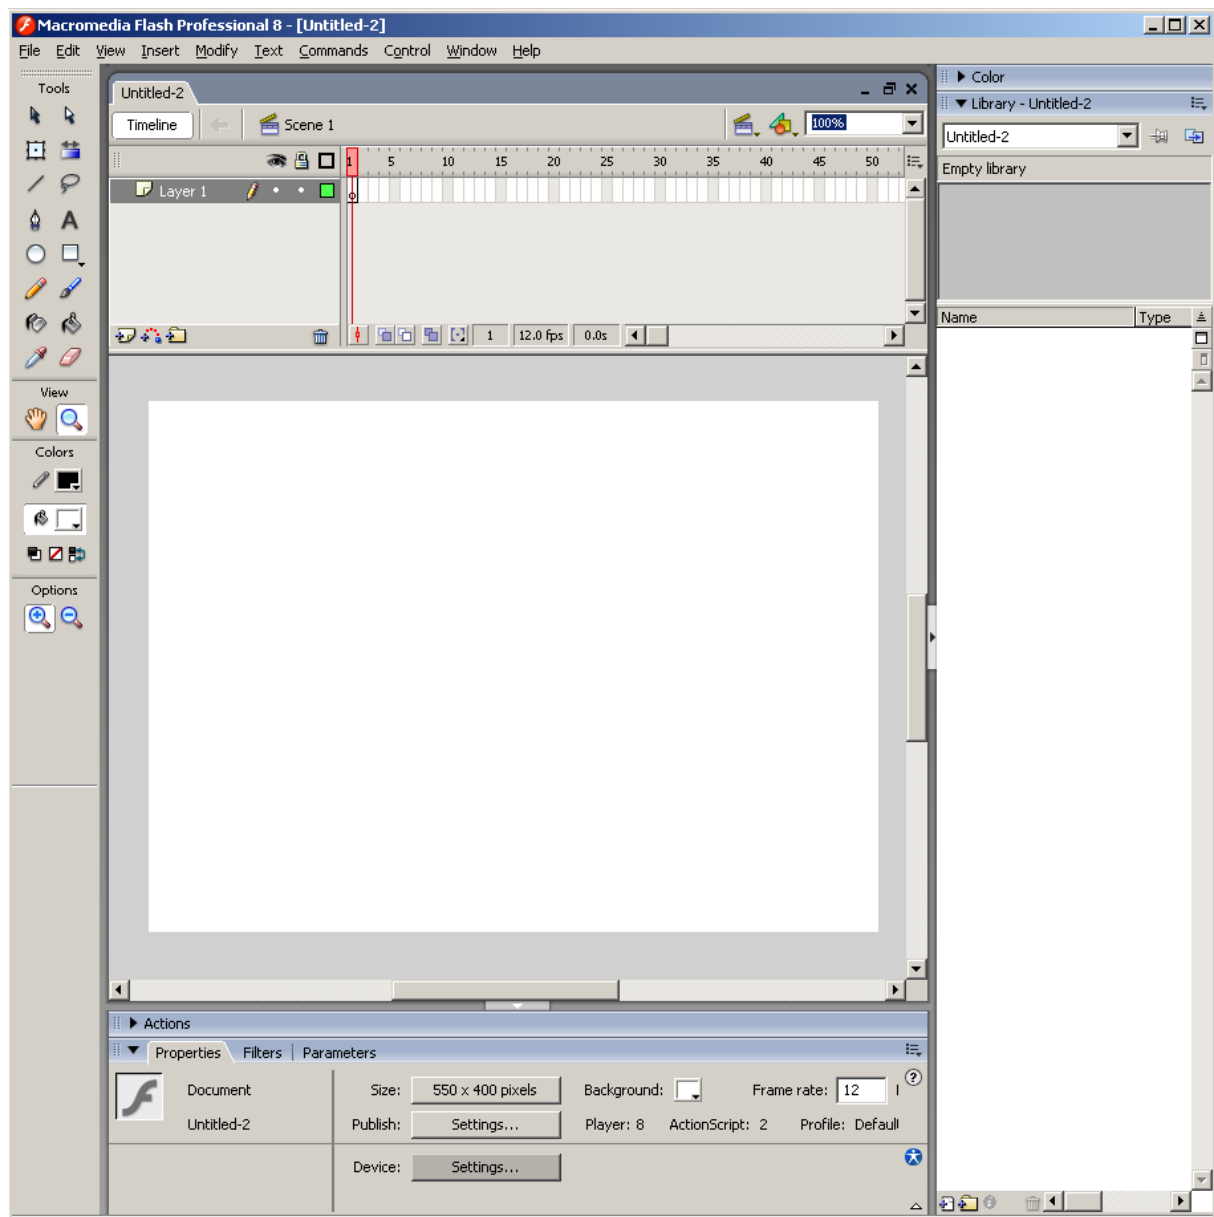 Macromedia Flash Professional 8 - [Untitled-2]
File Edit View Insert Modify Text Commands Control Window Help
Tools
Untitled-2
Color
Library - Untitled-2
Timeline Scene 1 100%
Untitled-2
Empty library
1 5 10 15 20 25 30 35 40 45 50
Layer 1
A
1 12.0 fps 0.0s
Name Type
View
Colors
Options
Actions
Properties Filters Parameters
Document Size: 550 x 400 pixels Background: Frame rate: 12
Untitled-2 Publish: Settings... Player: 8 ActionScript: 2 Profile: Default
Device: Settings...